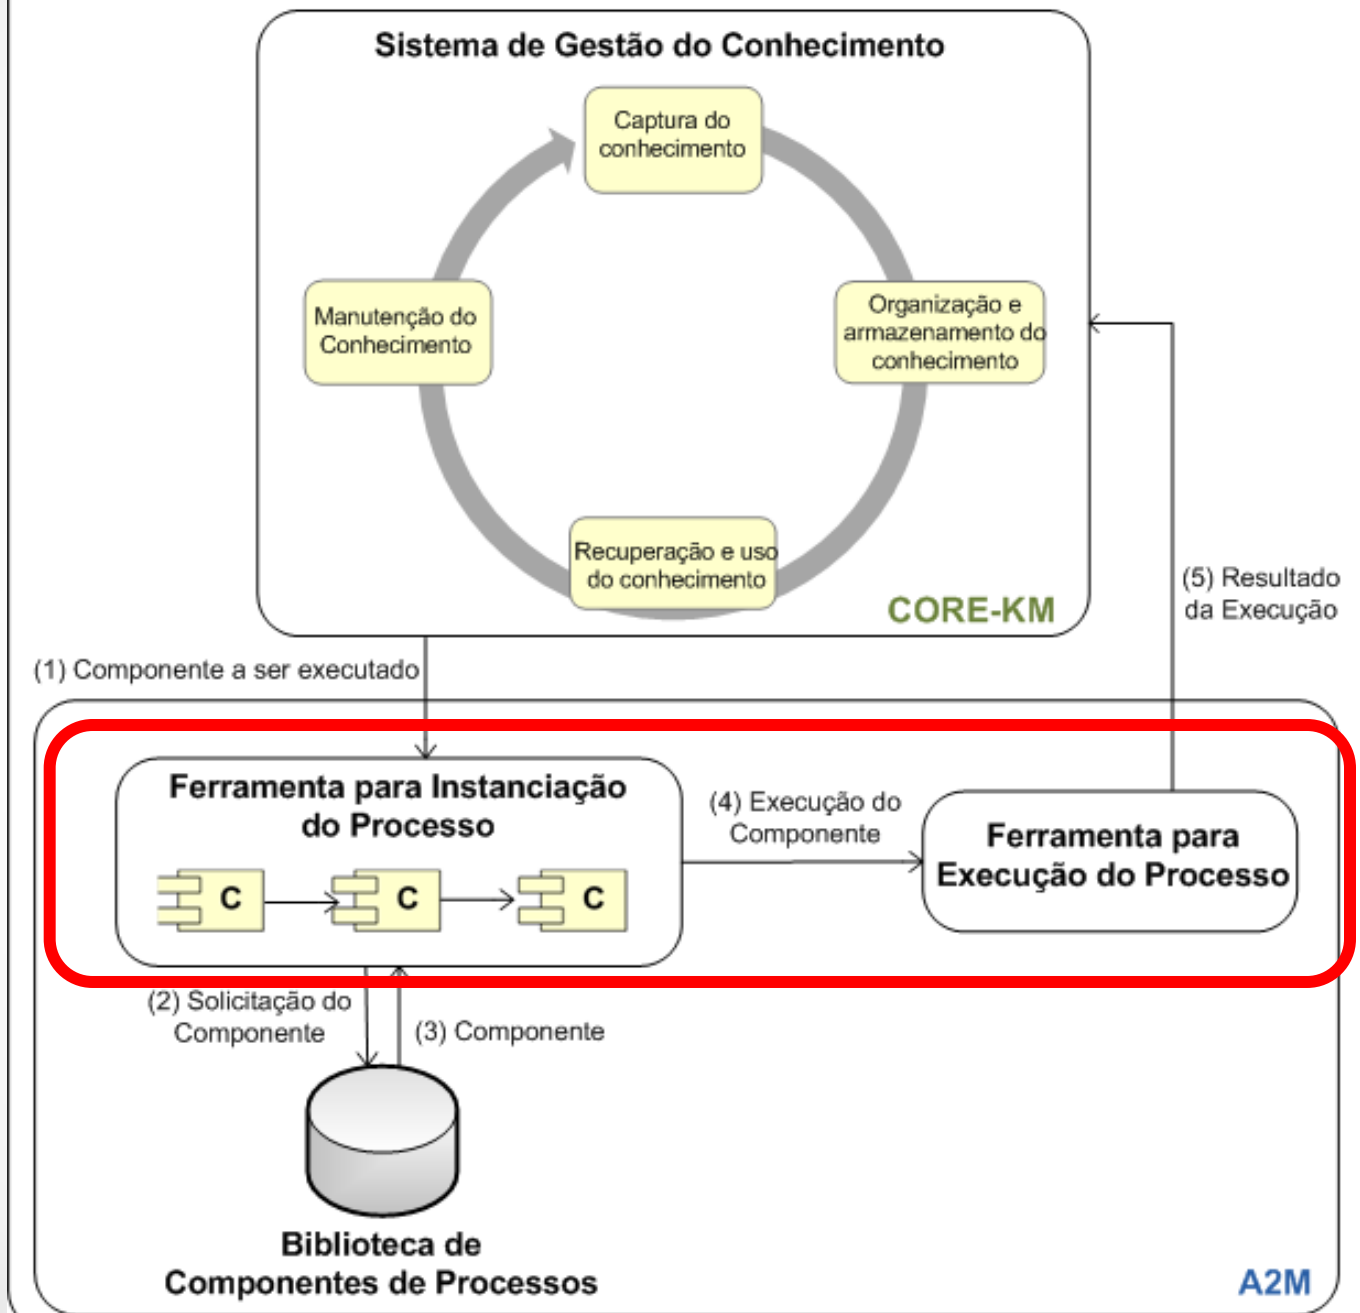 Sistema de Gestão do Conhecimento
Captura do
conhecimento
Manutenção do
Conhecimento
Organização e
armazenamento do
conhecimento
Recuperação e uso
do conhecimento
CORE-KM
(5) Resultado
da Execução
(1) Componente a ser executado
Ferramenta para Instanciação
do Processo
C
C
C
(4) Execução do
Componente
Ferramenta para
Execução do Processo
(2) Solicitação do
Componente
(3) Componente
Biblioteca de
Componentes de Processos
A2M